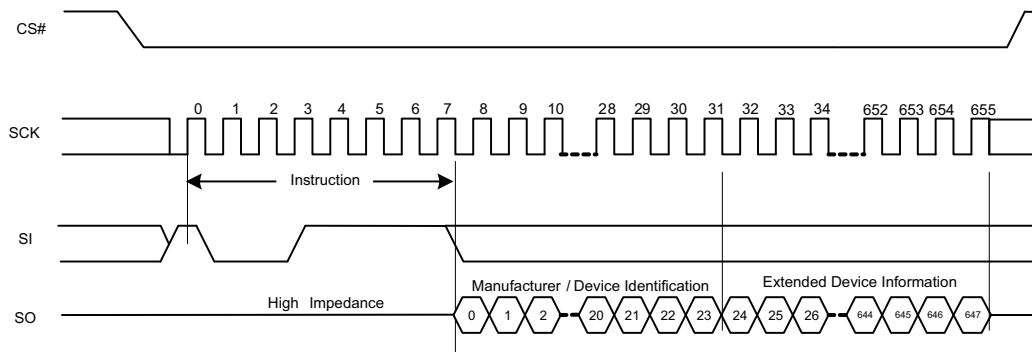 CS#
0 1 2 3 4 5 6 7 8 9 10 28 29 30 31 32 33 34 652 653 654 655
SCK
Instruction
SI
Manufacturer / Device Identification Extended Device Information
High Impedance
SO 0 1 2 20 21 22 23 24 25 26 644 645 646 647